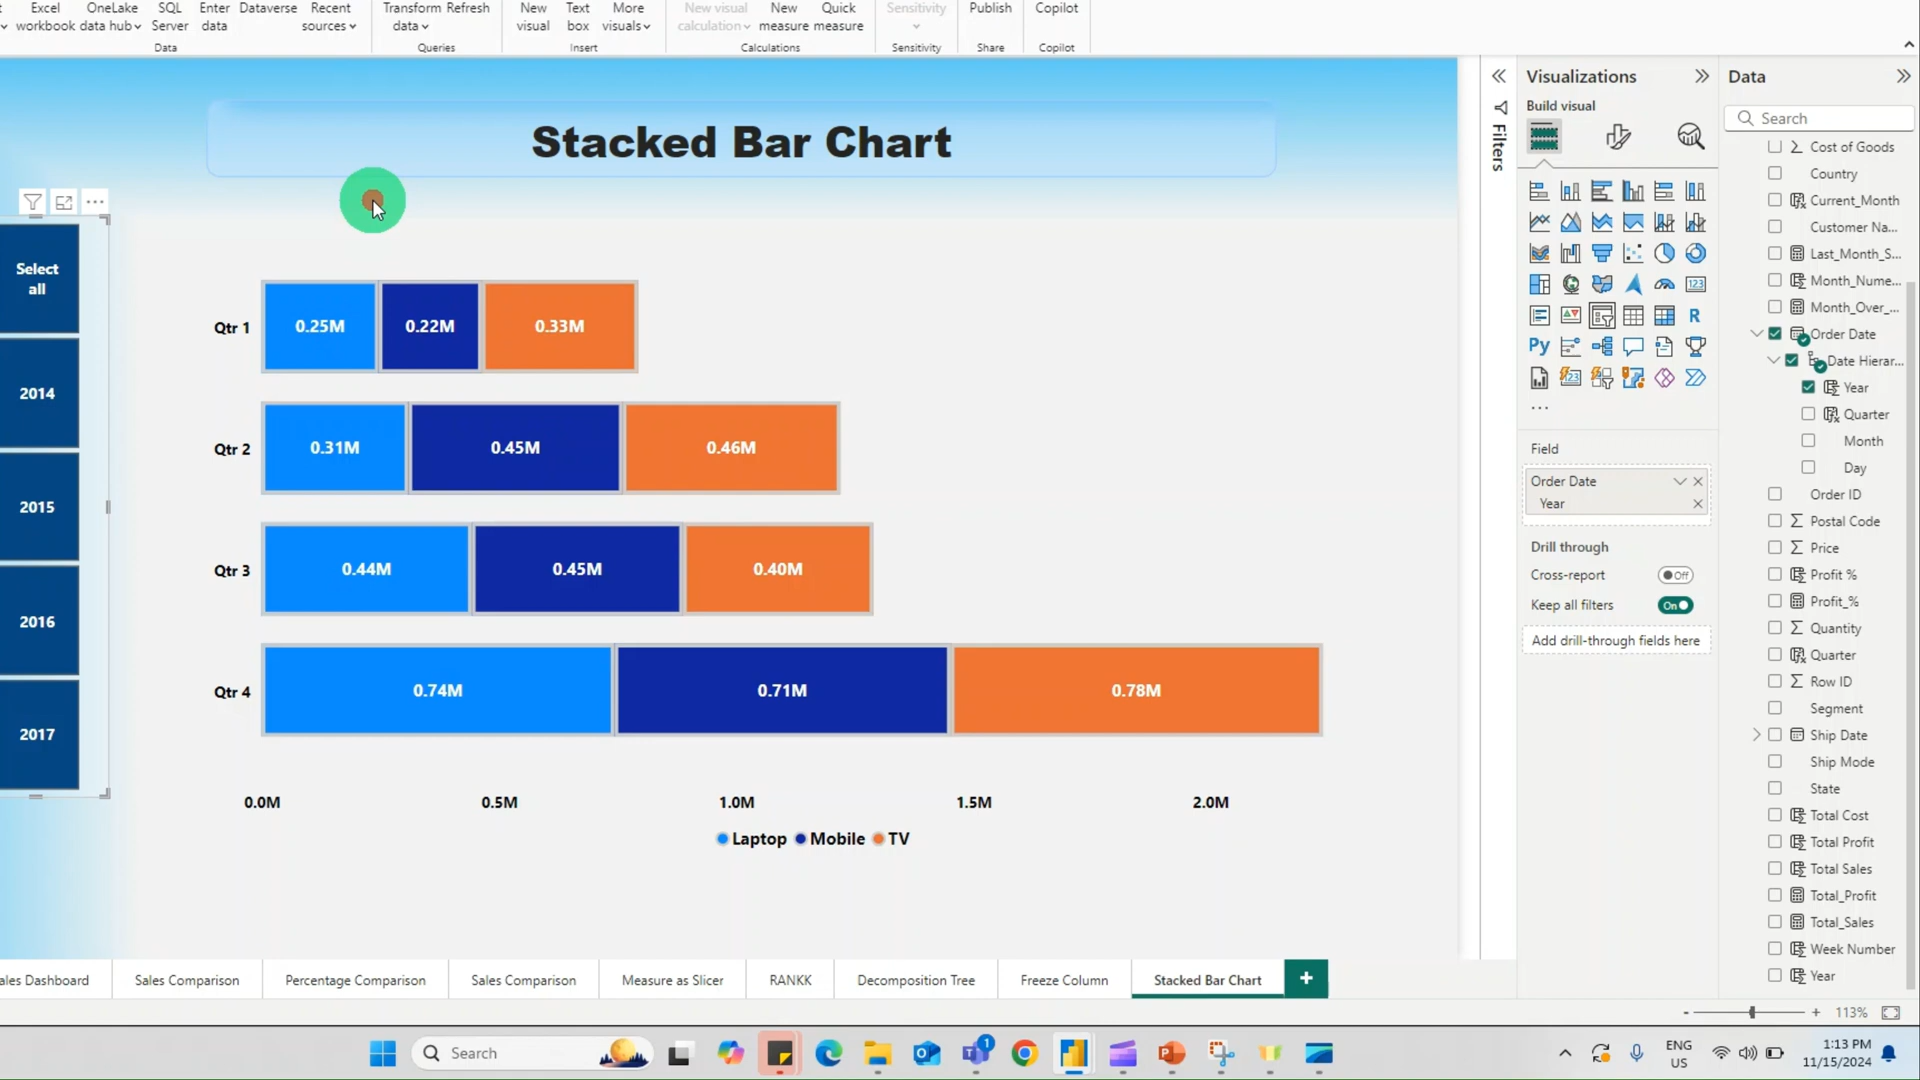 Excel
workbook
OneLake
data hub
SQL
Server
Enter
data
Dataverse
Recent
sources
Data
Transform
data
Refresh
Queries
New
visual
Text
box
More
visuals
Insert
New visual
calculation
New
measure
Quick
measure
Calculations
Sensitivity
Sensitivity
Publish
Share
Copilot
Copilot
Stacked Bar Chart
Select
all
2014
2015
2016
2017
Qtr 1
0.25M
0.22M
0.33M
Qtr 2
0.31M
0.45M
0.46M
Qtr 3
0.44M
0.45M
0.40M
Qtr 4
0.74M
0.71M
0.78M
0.0M
0.5M
1.0M
1.5M
2.0M
Laptop
Mobile
TV
Filters
Visualizations
Build visual
123
R
Py
123
...
Field
Order Date
Year
Drill through
Cross-report
Off
Keep all filters
On
Add drill-through fields here
Data
Search
Cost of Goods
Country
Current_Month
Customer Na...
Last_Month_S...
Month_Nume...
Month_Over_...
Order Date
Date Hierar...
Year
Quarter
Month
Day
Order ID
Postal Code
Price
Profit %
Profit_%
Quantity
Quarter
Row ID
Segment
Ship Date
Ship Mode
State
Total Cost
Total Profit
Total Sales
Total_Profit
Total_Sales
Week Number
Year
ales Dashboard
Sales Comparison
Percentage Comparison
Sales Comparison
Measure as Slicer
RANKK
Decomposition Tree
Freeze Column
Stacked Bar Chart
+
- + 113%
Search
1
ENG
US
1:13 PM
11/15/2024